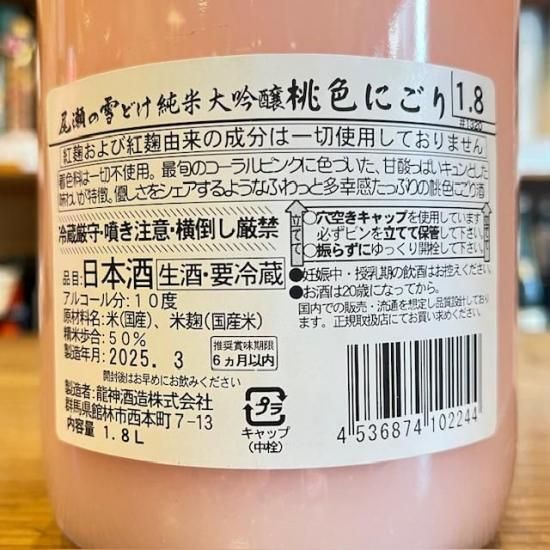 尾瀬の雪どけ 純米大吟醸 桃色にごり 1.8
紅麹および紅麹由来の成分は一切使用しておりません
着色料は一切不使用。最旬のコーラルピンクに色づいた、甘酸っぱいキュンとした
味わいが特徴。優しさをシェアするようなふわっと多幸感たっぷりの桃色にごり酒
冷蔵厳守・噴き注意・横倒し厳禁
立てて
●穴空きキャップを使用しています
必ずビンを立てて保管して下さい。
●振らずにゆっくり開栓して下さい。
立てて
品目:日本酒 生酒・要冷蔵
アルコール分:10度
原材料名:米(国産)、米麹(国産米)
精米歩合:50%
製造年月:2025. 3
推奨賞味期限
6ヵ月以内
開封後はお早めにお飲みください
製造者:龍神酒造株式会社
群馬県館林市西本町7-13
内容量:1.8L
●妊娠中・授乳期の飲酒はお控えください。
●お酒は20歳になってから。
国内での販売・流通を想定し品質設計しており
ます。正規取扱店にてお買い求めください。
プラ
キャップ
(中栓)
4 536874 102244